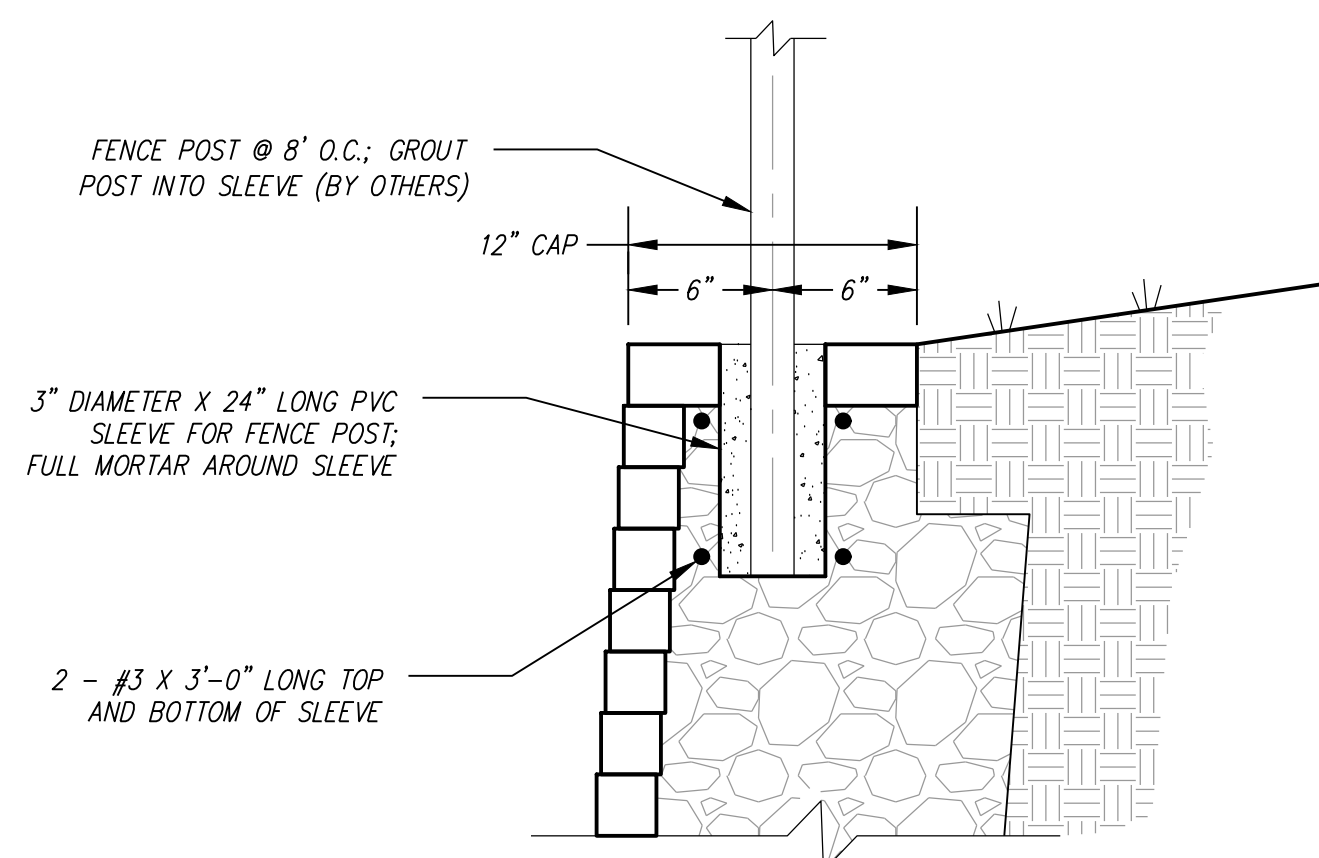 FENCE POST @ 8' O.C.; GROUT
POST INTO SLEEVE (BY OTHERS)
12" CAP
6" 6"
3" DIAMETER X 24" LONG PVC
SLEEVE FOR FENCE POST;
FULL MORTAR AROUND SLEEVE
2 - #3 X 3'-0" LONG TOP
AND BOTTOM OF SLEEVE